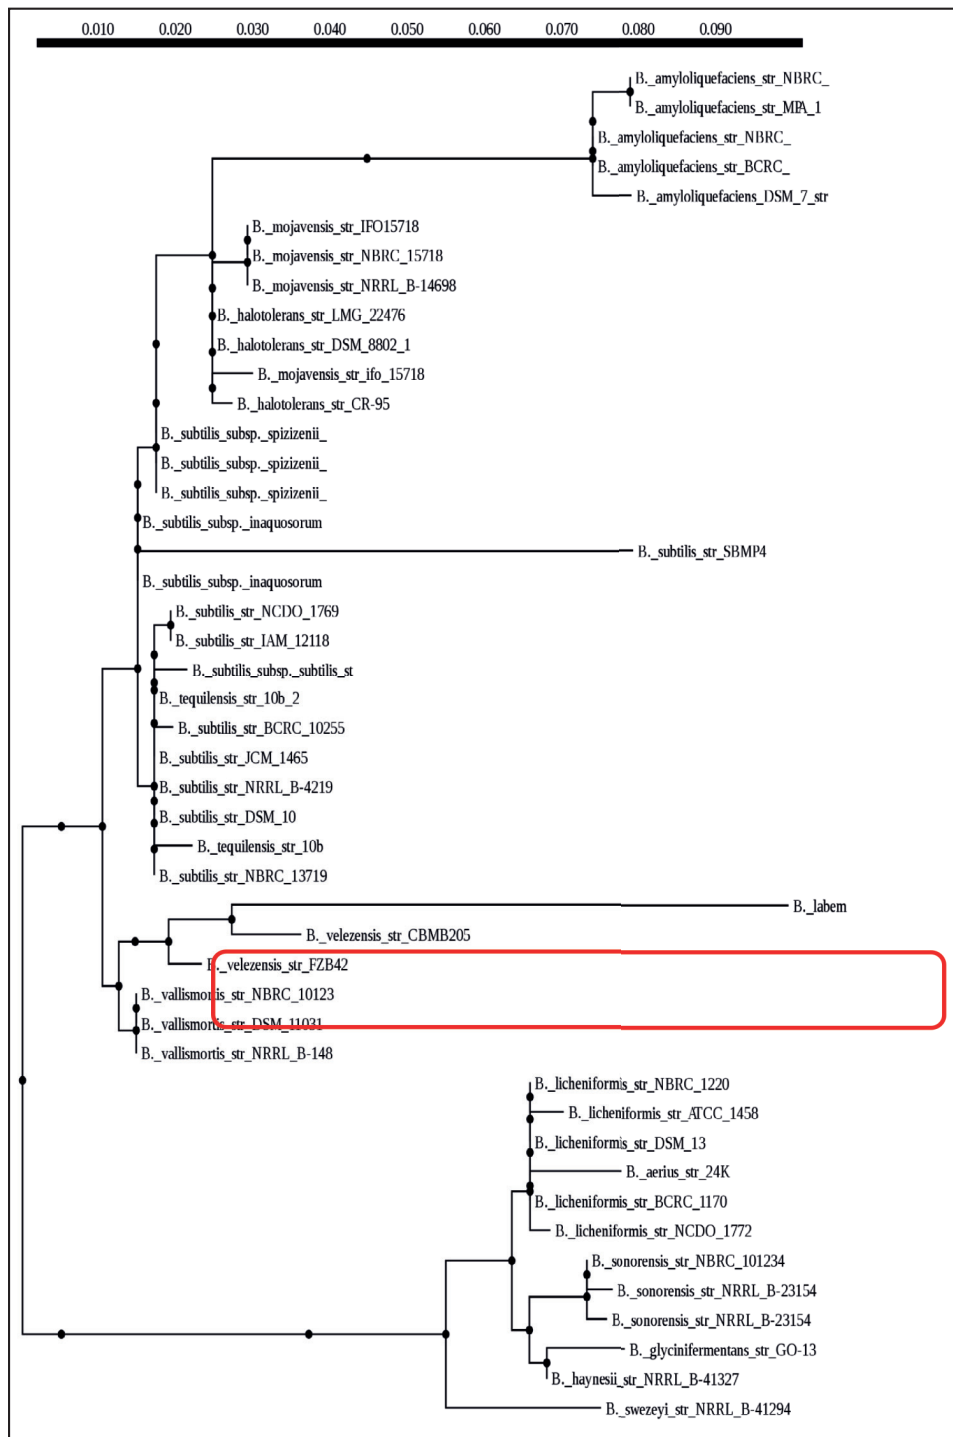 0.010 0.020 0.030 0.040 0.050 0.060 0.070 0.080 0.090
B._amyloliquefaciens_str_NBRC_
B._amyloliquefaciens_str_MPA_1
B._amyloliquefaciens_str_NBRC_
B._amyloliquefaciens_str_BCRC_
B._amyloliquefaciens_DSM_7_str
B._mojavensis_str_IFO15718
B._mojavensis_str_NBRC_15718
B._mojavensis_str_NRRL_B-14698
B._halotolerans_str_LMG_22476
B._halotolerans_str_DSM_8802_1
B._mojavensis_str_ifo_15718
B._halotolerans_str_CR-95
B._subtilis_subsp._spizizenii_
B._subtilis_subsp._spizizenii_
B._subtilis_subsp._spizizenii_
B._subtilis_subsp._inaquosorum
B._subtilis_str_SBMP4
B._subtilis_subsp._inaquosorum
B._subtilis_str_NCDO_1769
B._subtilis_str_IAM_12118
B._subtilis_subsp._subtilis_st
B._tequilensis_str_10b_2
B._subtilis_str_BCRC_10255
B._subtilis_str_JCM_1465
B._subtilis_str_NRRL_B-4219
B._subtilis_str_DSM_10
B._tequilensis_str_10b
B._subtilis_str_NBRC_13719
B._labem
B._velezensis_str_CBMB205
B._velezensis_str_FZB42
B._vallismortis_str_NBRC_10123
B._vallismortis_str_DSM_11031
B._vallismortis_str_NRRL_B-148
B._licheniformis_str_NBRC_1220
B._licheniformis_str_ATCC_1458
B._licheniformis_str_DSM_13
B._aerius_str_24K
B._licheniformis_str_BCRC_1170
B._licheniformis_str_NCDO_1772
B._sonorensis_str_NBRC_101234
B._sonorensis_str_NRRL_B-23154
B._sonorensis_str_NRRL_B-23154
B._glycinifermentans_str_GO-13
B._haynesii_str_NRRL_B-41327
B._swezeyi_str_NRRL_B-41294